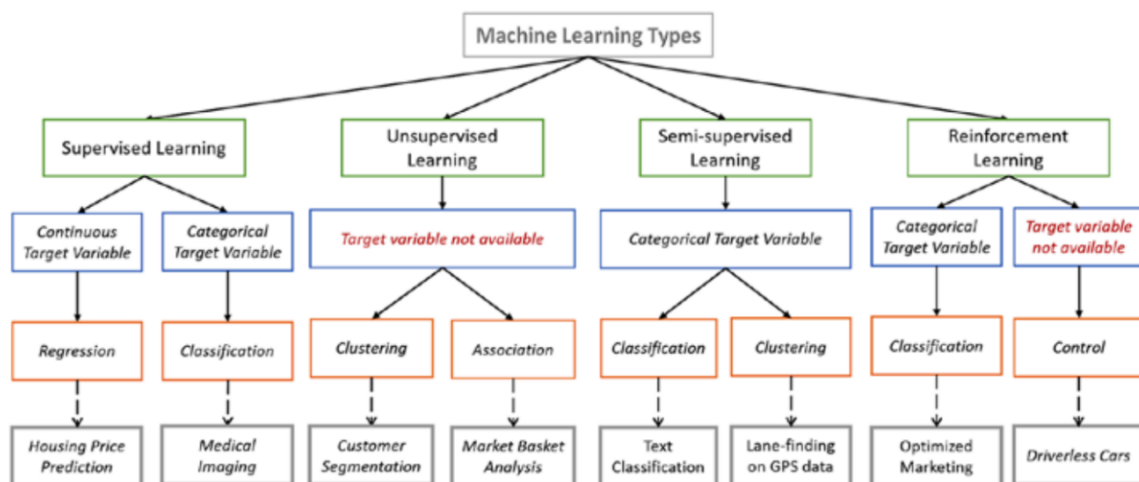 Machine Learning Types
Supervised Learning
Unsupervised
Learning
Semi-supervised
Learning
Reinforcement
Learning
Continuous
Target Variable
Categorical
Target Variable
Target variable not available
Categorical Target Variable
Categorical
Target Variable
Target variable
not available
Regression
Classification
Clustering
Association
Classification
Clustering
Classification
Control
Housing Price
Prediction
Medical
Imaging
Customer
Segmentation
Market Basket
Analysis
Text
Classification
Lane-finding
on GPS data
Optimized
Marketing
Driverless Cars